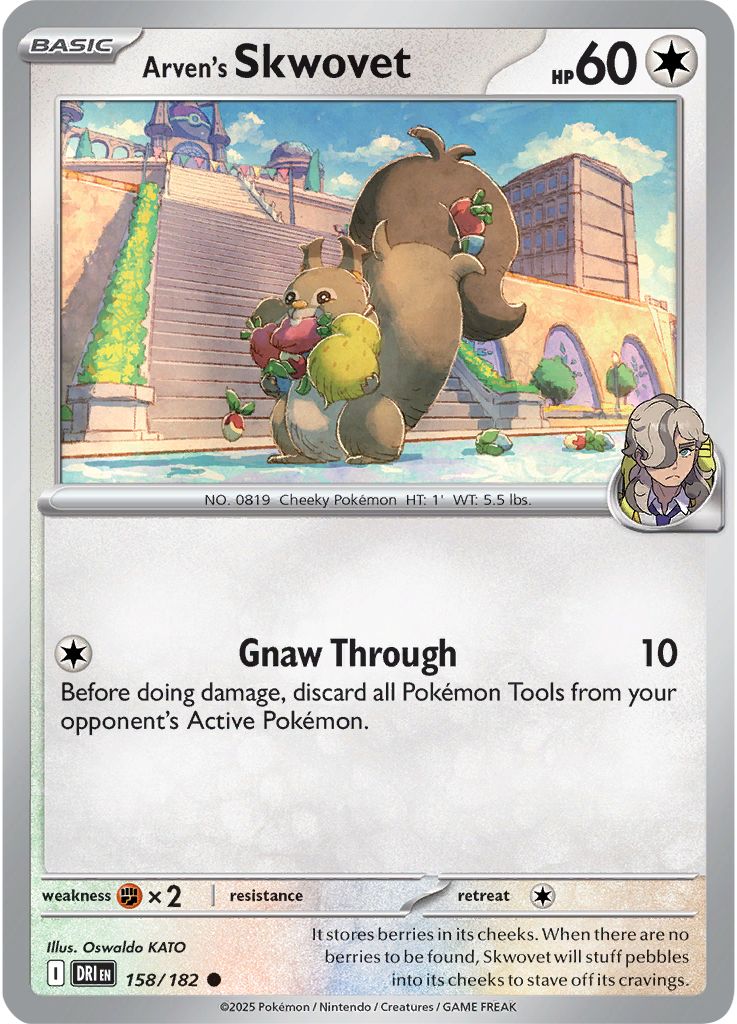 BASIC
Arven's Skwovet
HP60
NO. 0819 Cheeky Pokémon HT: 1' WT: 5.5 lbs.
Gnaw Through 10
Before doing damage, discard all Pokémon Tools from your
opponent's Active Pokémon.
weakness ×2 resistance retreat
Illus. Oswaldo KATO
I DRI EN 158/182
It stores berries in its cheeks. When there are no
berries to be found, Skwovet will stuff pebbles
into its cheeks to stave off its cravings.
©2025 Pokémon / Nintendo / Creatures / GAME FREAK